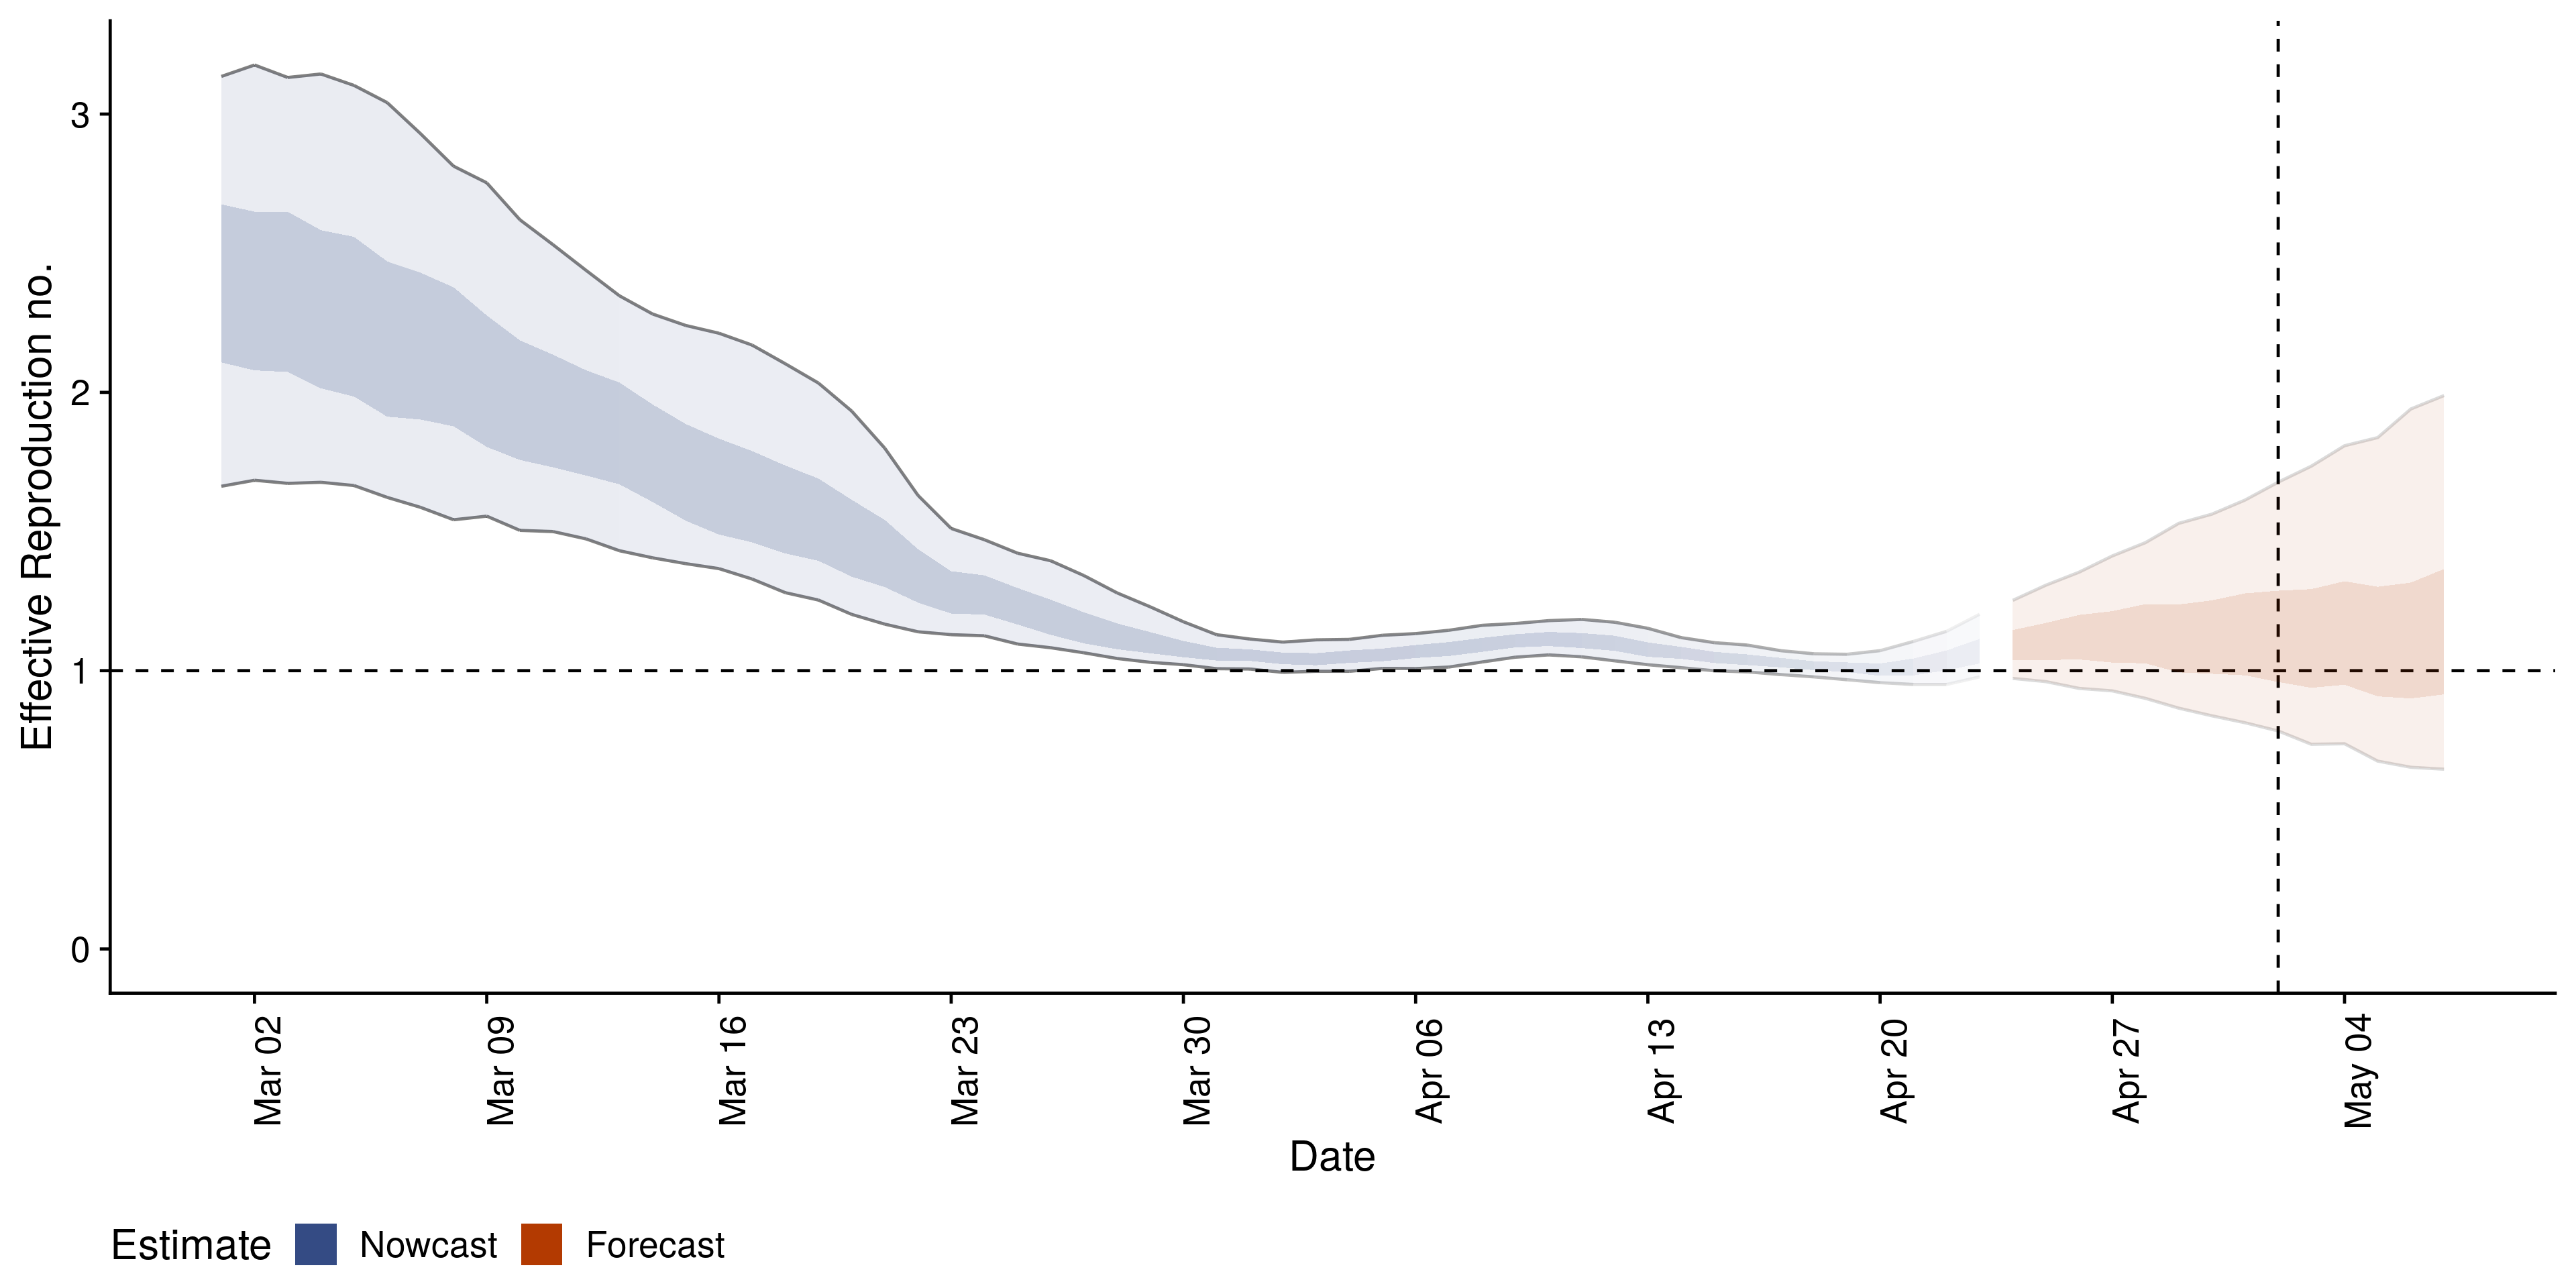 Effective Reproduction no.
3
2
1
0
Mar 02
Mar 09
Mar 16
Mar 23
Mar 30
Apr 06
Apr 13
Apr 20
Apr 27
May 04
Date
Estimate Nowcast Forecast